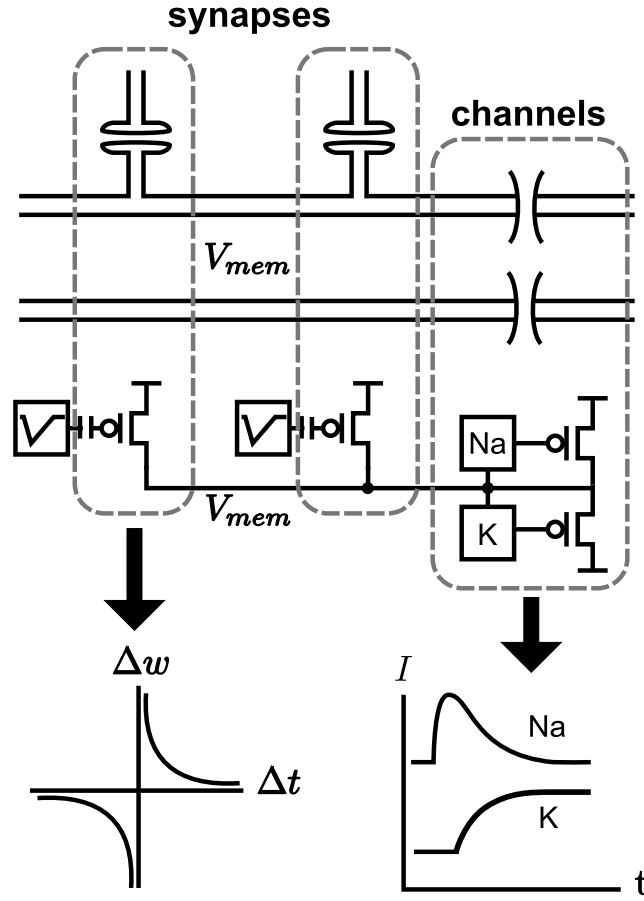 synapses
channels
V_mem
Na
V_mem
K
Δw
Δt
I
Na
K
t